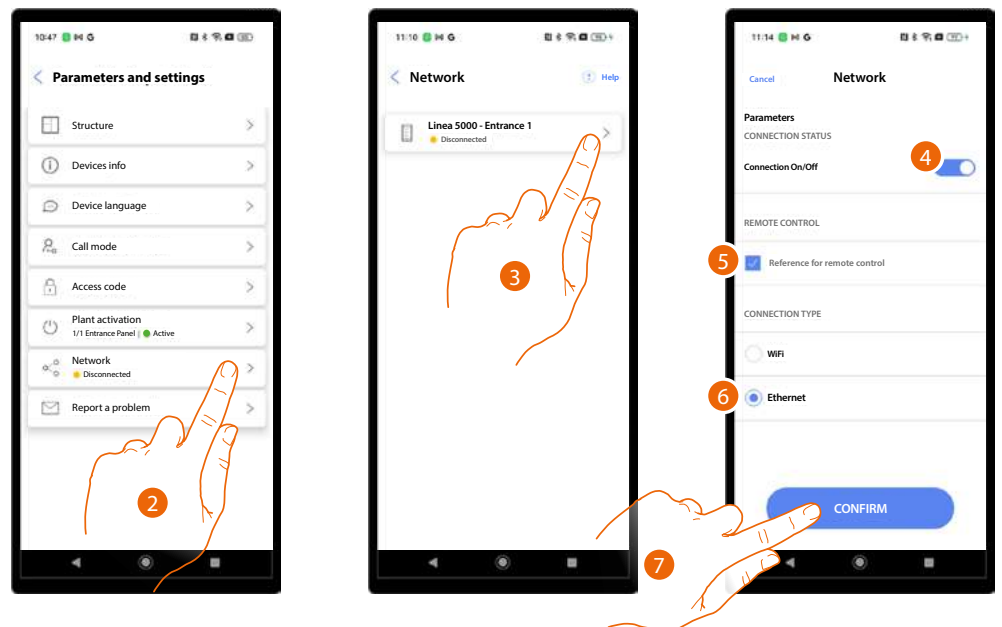 10:47
Parameters and settings
Structure
Devices info
Device language
Call mode
Access code
Plant activation
1/1 Entrance Panel | Active
Network
Disconnected
Report a problem
2
11:10
Network
Help
Linea 5000 - Entrance 1
Disconnected
3
11:14
Cancel
Network
Parameters
CONNECTION STATUS
Connection On/Off
4
REMOTE CONTROL
5
Reference for remote control
CONNECTION TYPE
WiFi
6
Ethernet
CONFIRM
7